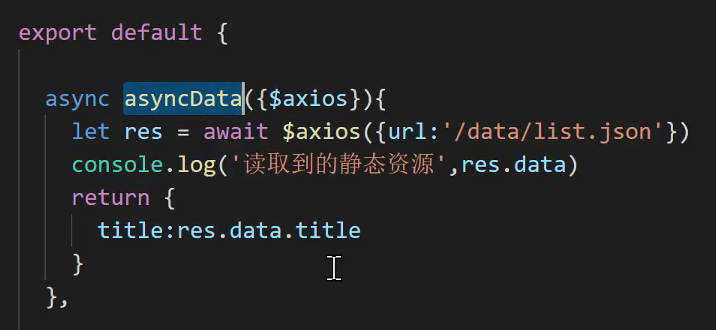 export default {
async asyncData({$axios}){
let res = await $axios({url:'/data/list.json'})
console.log('读取到的静态资源',res.data)
return {
title:res.data.title
}
},